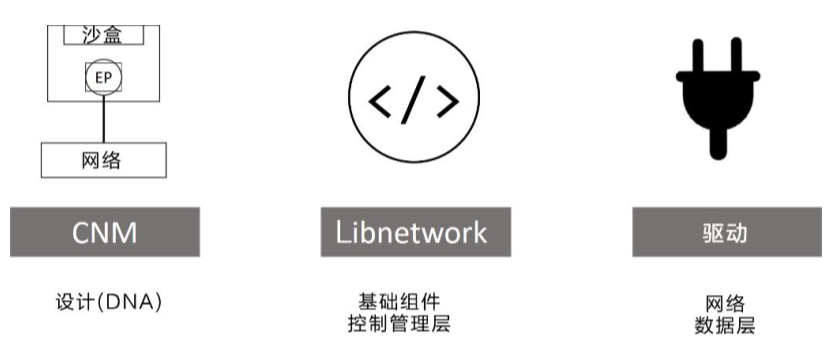 沙盒
EP
网络
CNM
设计(DNA)
</>
Libnetwork
基础组件
控制管理层
驱动
网络
数据层